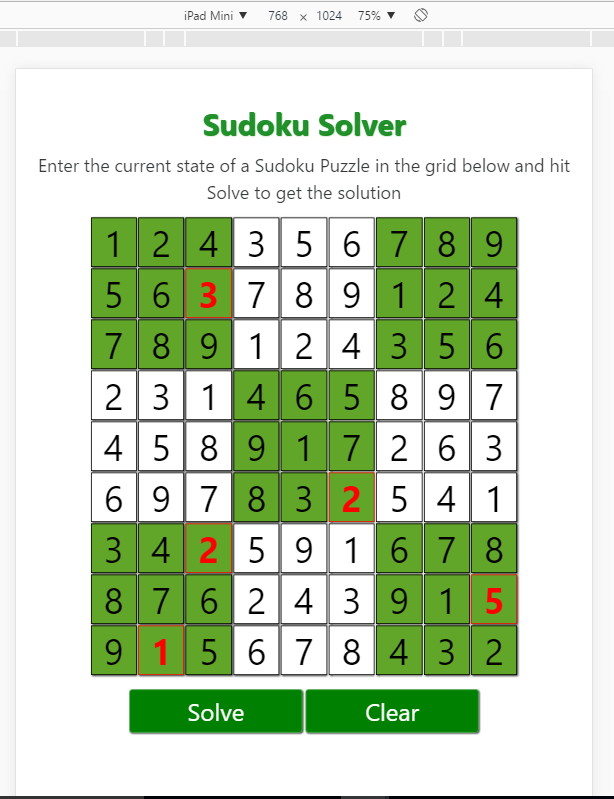 iPad Mini ▼ 768 × 1024 75% ▼
Sudoku Solver
Enter the current state of a Sudoku Puzzle in the grid below and hit
Solve to get the solution
1 2 4 3 5 6 7 8 9
5 6 3 7 8 9 1 2 4
7 8 9 1 2 4 3 5 6
2 3 1 4 6 5 8 9 7
4 5 8 9 1 7 2 6 3
6 9 7 8 3 2 5 4 1
3 4 2 5 9 1 6 7 8
8 7 6 2 4 3 9 1 5
9 1 5 6 7 8 4 3 2
Solve Clear